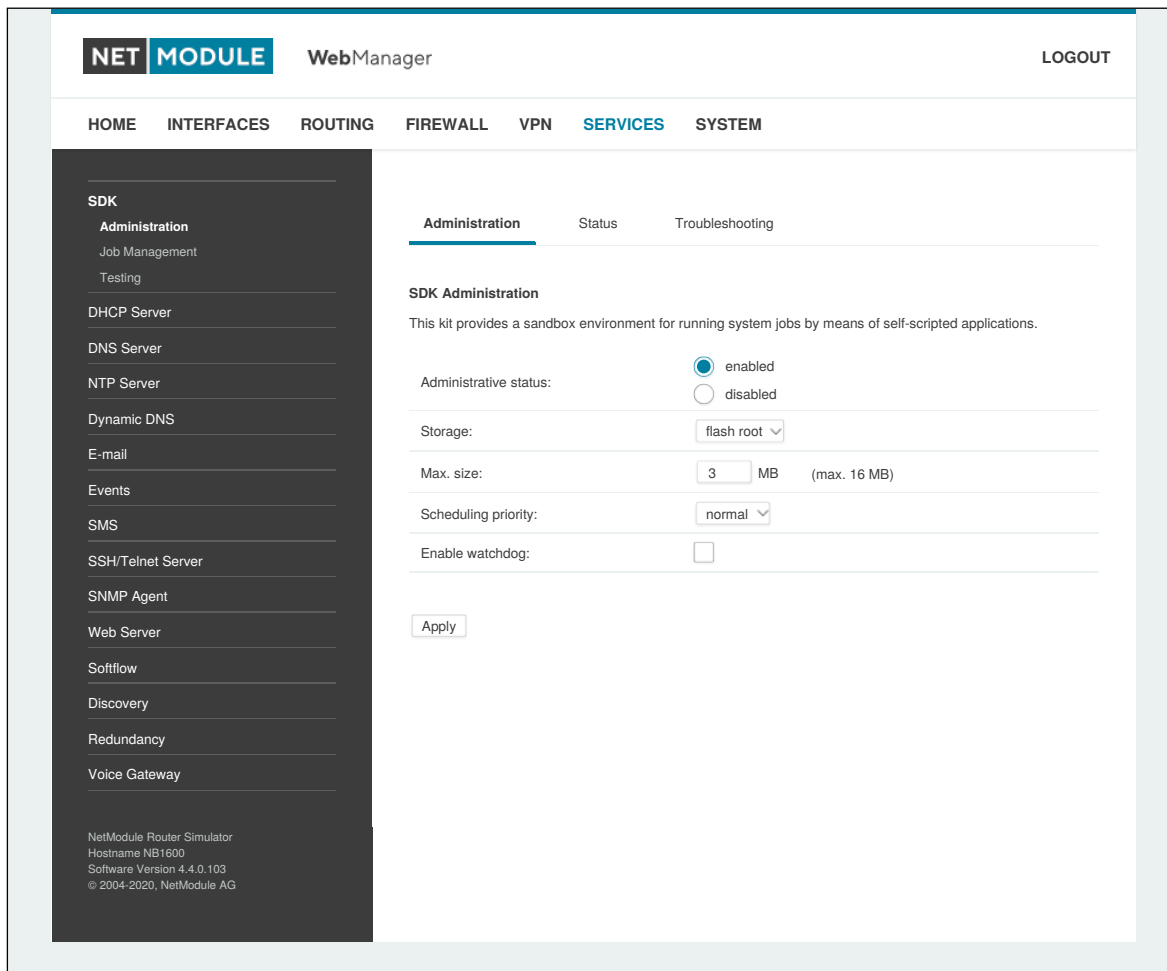 NET MODULE WebManager LOGOUT
HOME INTERFACES ROUTING FIREWALL VPN SERVICES SYSTEM
SDK
Administration
Job Management
Testing
DHCP Server
DNS Server
NTP Server
Dynamic DNS
E-mail
Events
SMS
SSH/Telnet Server
SNMP Agent
Web Server
Softflow
Discovery
Redundancy
Voice Gateway
NetModule Router Simulator
Hostname NB1600
Software Version 4.4.0.103
© 2004-2020, NetModule AG
Administration Status Troubleshooting
SDK Administration
This kit provides a sandbox environment for running system jobs by means of self-scripted applications.
Administrative status:
enabled
disabled
Storage: flash root
Max. size: 3 MB (max. 16 MB)
Scheduling priority: normal
Enable watchdog:
Apply